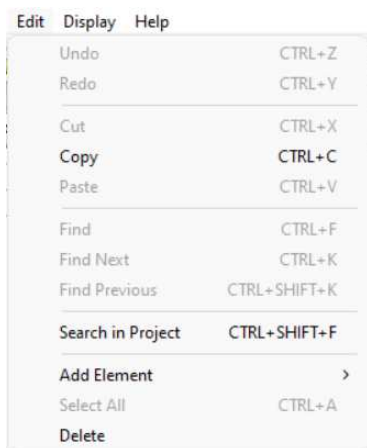 Edit Display Help
Undo CTRL+Z
Redo CTRL+Y
Cut CTRL+X
Copy CTRL+C
Paste CTRL+V
Find CTRL+F
Find Next CTRL+K
Find Previous CTRL+SHIFT+K
Search in Project CTRL+SHIFT+F
Add Element >
Select All CTRL+A
Delete